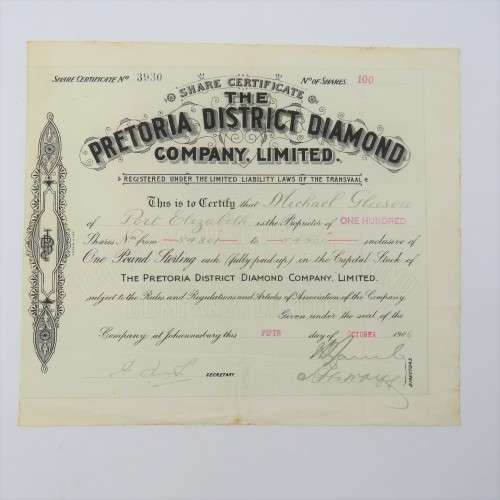 SHARE CERTIFICATE No 3930 No OF SHARES. 100
SHARE CERTIFICATE
THE
PRETORIA DISTRICT DIAMOND
COMPANY, LIMITED.
REGISTERED UNDER THE LIMITED LIABILITY LAWS OF THE TRANSVAAL
This is to Certify that Michael Gleeson
of Port Elizabeth is the Proprietor of ONE HUNDRED
Shares No from to inclusive of
One Pound Sterling each (fully paid up) in the Capital Stock of
THE PRETORIA DISTRICT DIAMOND COMPANY, LIMITED.
subject to the Rules and Regulations and Articles of Association of the Company
Given under the seal of the
Company at Johannesburg this FIFTH day of OCTOBER 190
SECRETARY.
DIRECTORS